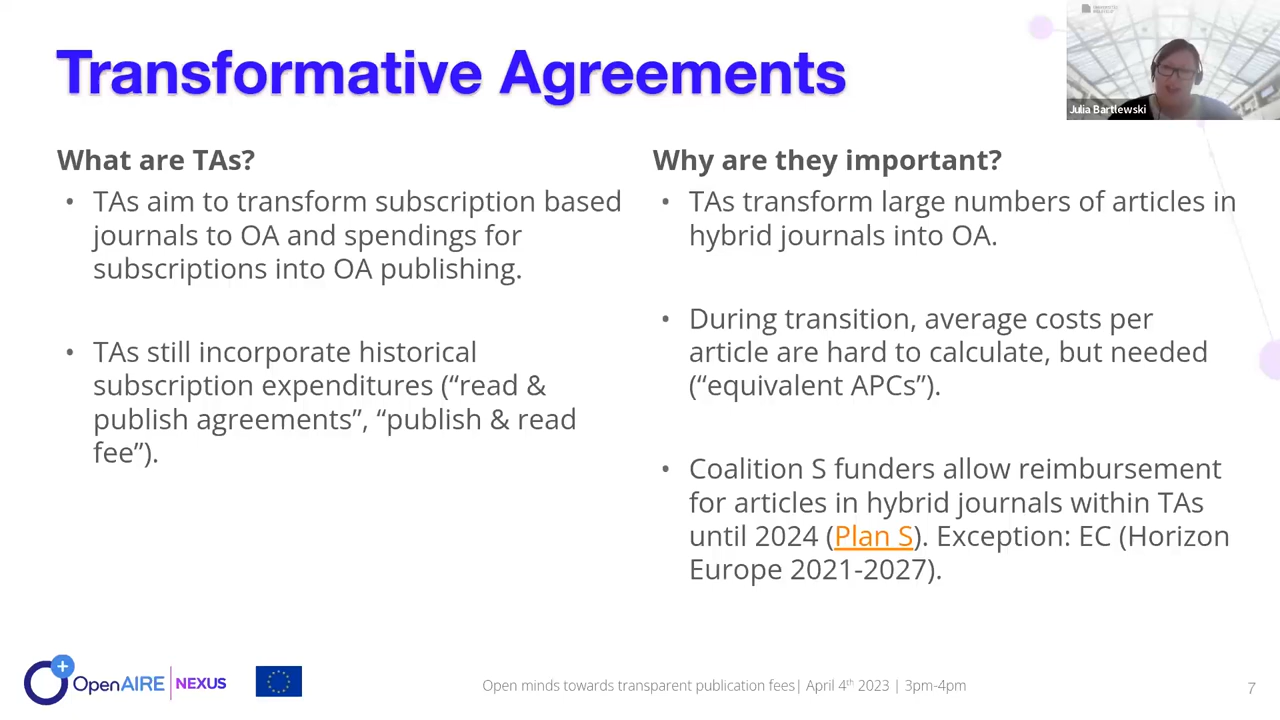 Transformative Agreements
Julia Bartlewski
What are TAs?
• TAs aim to transform subscription based
journals to OA and spendings for
subscriptions into OA publishing.
• TAs still incorporate historical
subscription expenditures (“read &
publish agreements”, “publish & read
fee”).
Why are they important?
• TAs transform large numbers of articles in
hybrid journals into OA.
• During transition, average costs per
article are hard to calculate, but needed
(“equivalent APCs”).
• Coalition S funders allow reimbursement
for articles in hybrid journals within TAs
until 2024 (Plan S). Exception: EC (Horizon
Europe 2021-2027).
OpenAIRE NEXUS
Open minds towards transparent publication fees| April 4th 2023 | 3pm-4pm
7